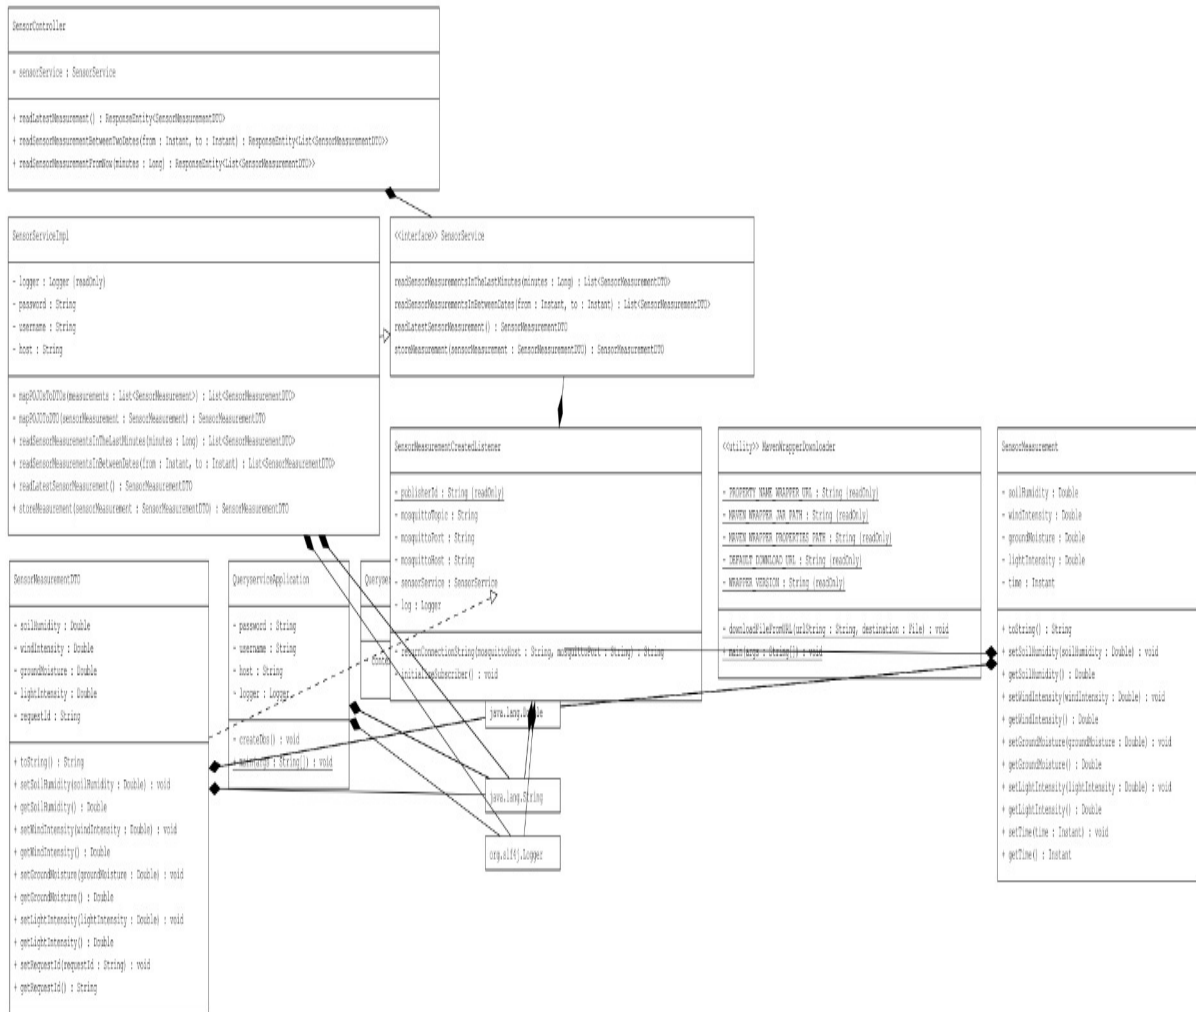 SensorController
- sensorService : SensorService
+ readLatestMeasurement() : ResponseEntity<SensorMeasurementDTO>
+ readSensorMeasurementBetweenTwoDates(from : Instant, to : Instant) : ResponseEntity<List<SensorMeasurementDTO>>
+ readSensorMeasurementFromNow(minutes : Long) : ResponseEntity<List<SensorMeasurementDTO>>
SensorServiceImpl
- logger : Logger {readOnly}
- password : String
- username : String
- host : String
- mapPOJOsToDTOs(measurements : List<SensorMeasurement>) : List<SensorMeasurementDTO>
- mapPOJOToDTO(sensorMeasurement : SensorMeasurement) : SensorMeasurementDTO
+ readSensorMeasurementsInTheLastMinutes(minutes : Long) : List<SensorMeasurementDTO>
+ readSensorMeasurementsInBetweenDates(from : Instant, to : Instant) : List<SensorMeasurementDTO>
+ readLatestSensorMeasurement() : SensorMeasurementDTO
+ storeMeasurement(sensorMeasurement : SensorMeasurementDTO) : SensorMeasurementDTO
<<interface>> SensorService
readSensorMeasurementsInTheLastMinutes(minutes : Long) : List<SensorMeasurementDTO>
readSensorMeasurementsInBetweenDates(from : Instant, to : Instant) : List<SensorMeasurementDTO>
readLatestSensorMeasurement() : SensorMeasurementDTO
storeMeasurement(sensorMeasurement : SensorMeasurementDTO) : SensorMeasurementDTO
SensorMeasurementCreatedListener
- publisherId : String {readOnly}
- mosquittoTopic : String
- mosquittoPort : String
- mosquittoHost : String
- sensorService : SensorService
- log : Logger
- returnConnectionString(mosquittoHost : String, mosquittoPort : String) : String
- initialiseSubscriber() : void
<<utility>> MavenWrapperDownloader
- PROPERTY_NAME_WRAPPER_URL : String {readOnly}
- MAVEN_WRAPPER_JAR_PATH : String {readOnly}
- MAVEN_WRAPPER_PROPERTIES_PATH : String {readOnly}
- DEFAULT_DOWNLOAD_URL : String {readOnly}
- WRAPPER_VERSION : String {readOnly}
- downloadFileFromURL(urlString : String, destination : File) : void
+ main(args : String[]) : void
SensorMeasurement
- soilHumidity : Double
- windIntensity : Double
- groundMoisture : Double
- lightIntensity : Double
- time : Instant
+ toString() : String
+ setSoilHumidity(soilHumidity : Double) : void
+ getSoilHumidity() : Double
+ setWindIntensity(windIntensity : Double) : void
+ getWindIntensity() : Double
+ setGroundMoisture(groundMoisture : Double) : void
+ getGroundMoisture() : Double
+ setLightIntensity(lightIntensity : Double) : void
+ getLightIntensity() : Double
+ setTime(time : Instant) : void
+ getTime() : Instant
SensorMeasurementDTO
- soilHumidity : Double
- windIntensity : Double
- groundMoisture : Double
- lightIntensity : Double
- requestId : String
+ toString() : String
+ setSoilHumidity(soilHumidity : Double) : void
+ getSoilHumidity() : Double
+ setWindIntensity(windIntensity : Double) : void
+ getWindIntensity() : Double
+ setGroundMoisture(groundMoisture : Double) : void
+ getGroundMoisture() : Double
+ setLightIntensity(lightIntensity : Double) : void
+ getLightIntensity() : Double
+ setRequestId(requestId : String) : void
+ getRequestId() : String
QueryserviceApplication
- password : String
- username : String
- host : String
- logger : Logger
- createDbs() : void
+ main(args : String[]) : void
java.lang.Double
java.lang.String
org.slf4j.Logger